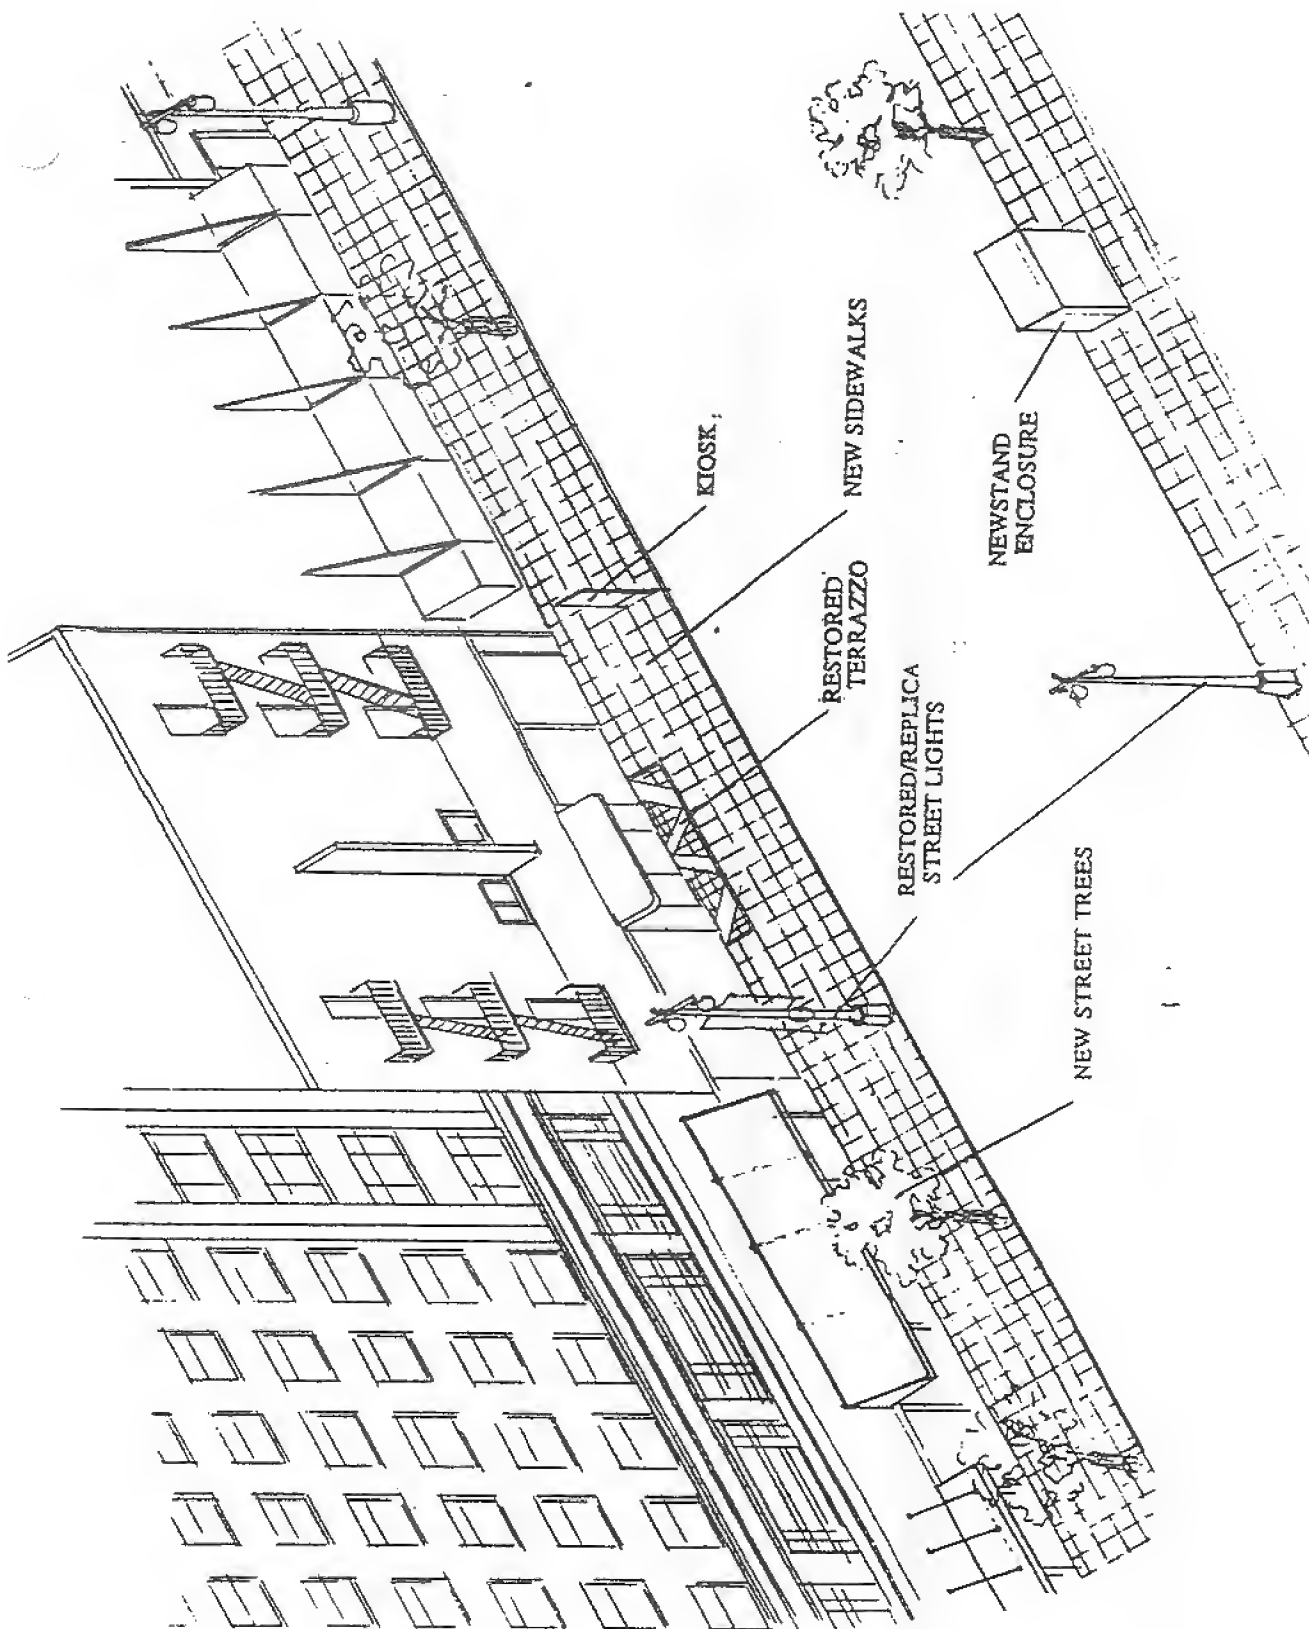 KIOSK
NEW SIDEWALKS
RESTORED
TERRAZZO
NEWSTAND
ENCLOSURE
RESTORED/REPLICA
STREET LIGHTS
NEW STREET TREES